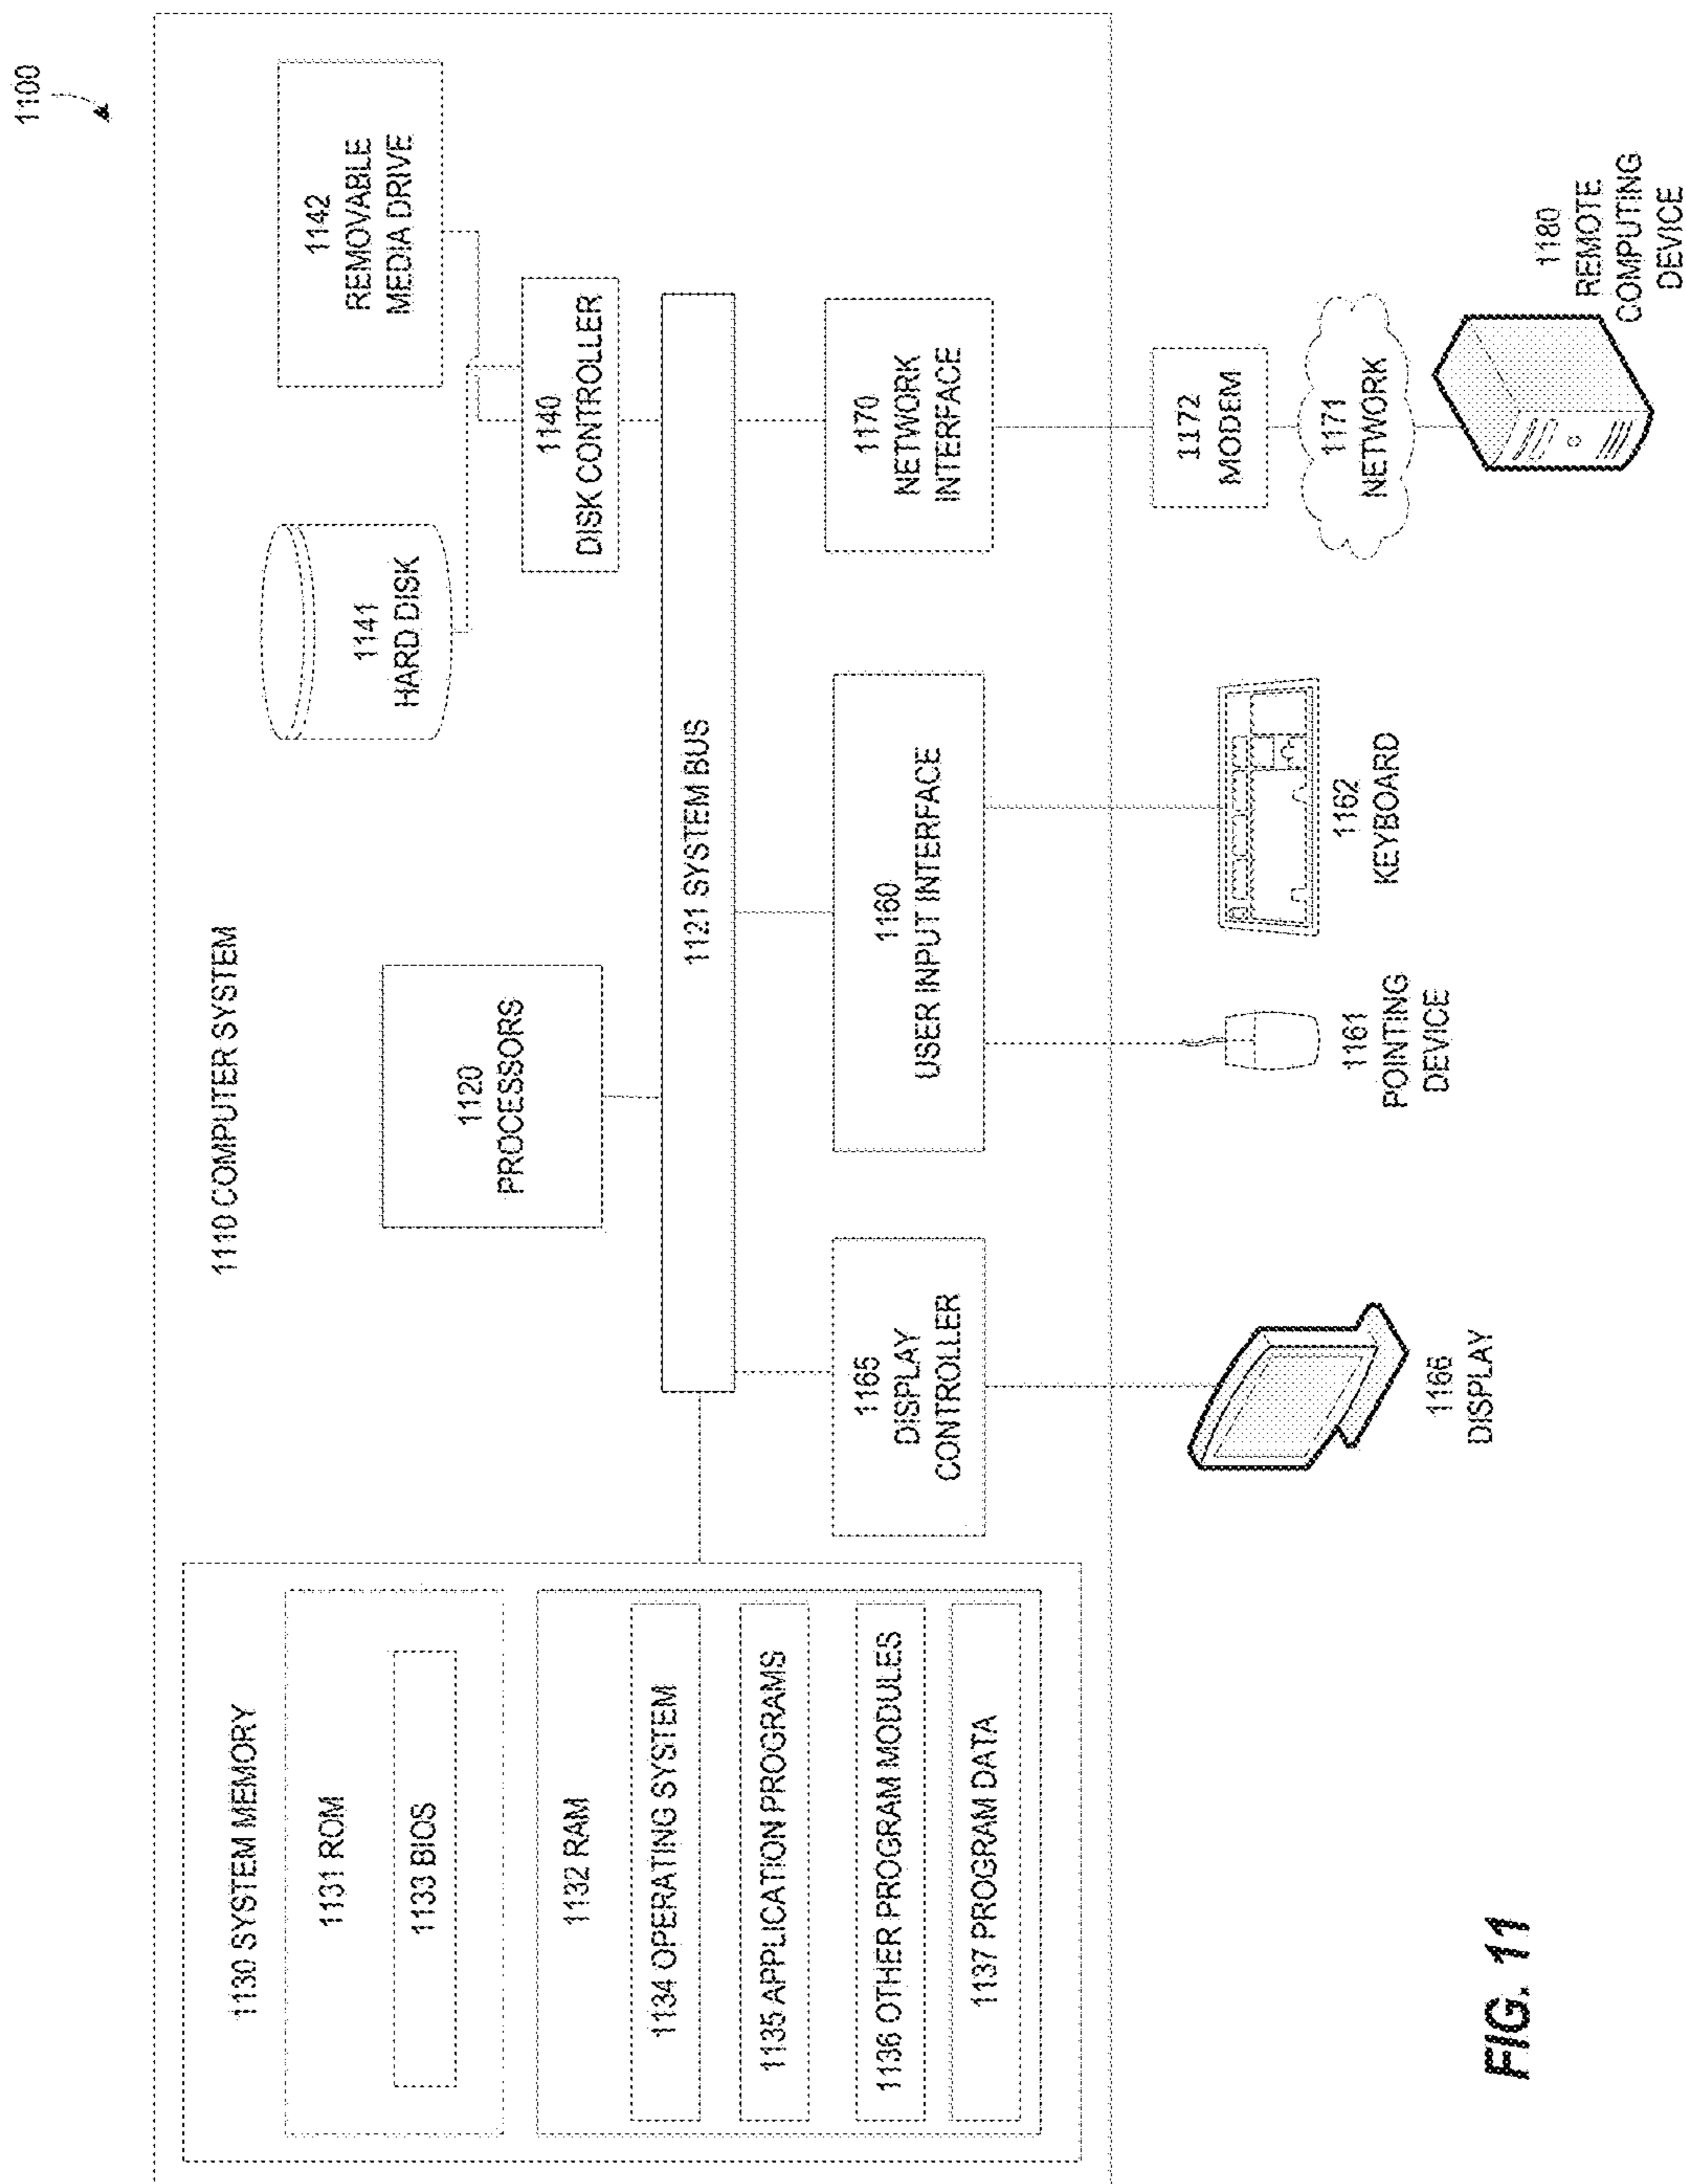 1100
1110 COMPUTER SYSTEM
1130 SYSTEM MEMORY
1131 ROM
1133 BIOS
1132 RAM
1134 OPERATING SYSTEM
1135 APPLICATION PROGRAMS
1136 OTHER PROGRAM MODULES
1137 PROGRAM DATA
1120
PROCESSORS
1141
HARD DISK
1142
REMOVABLE
MEDIA DRIVE
1140
DISK CONTROLLER
1121 SYSTEM BUS
1165
DISPLAY
CONTROLLER
1160
USER INPUT INTERFACE
1170
NETWORK
INTERFACE
1172
MODEM
1171
NETWORK
1166
DISPLAY
1161
POINTING
DEVICE
1162
KEYBOARD
1180
REMOTE
COMPUTING
DEVICE
FIG. 11